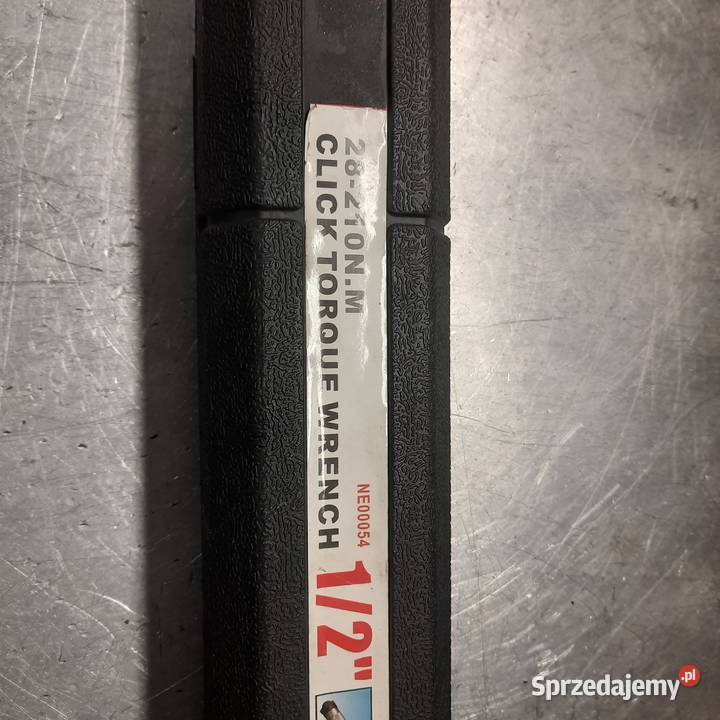 28-210N.M
CLICK TORQUE WRENCH
NE00054
1/2"
Sprzedajemy.pl